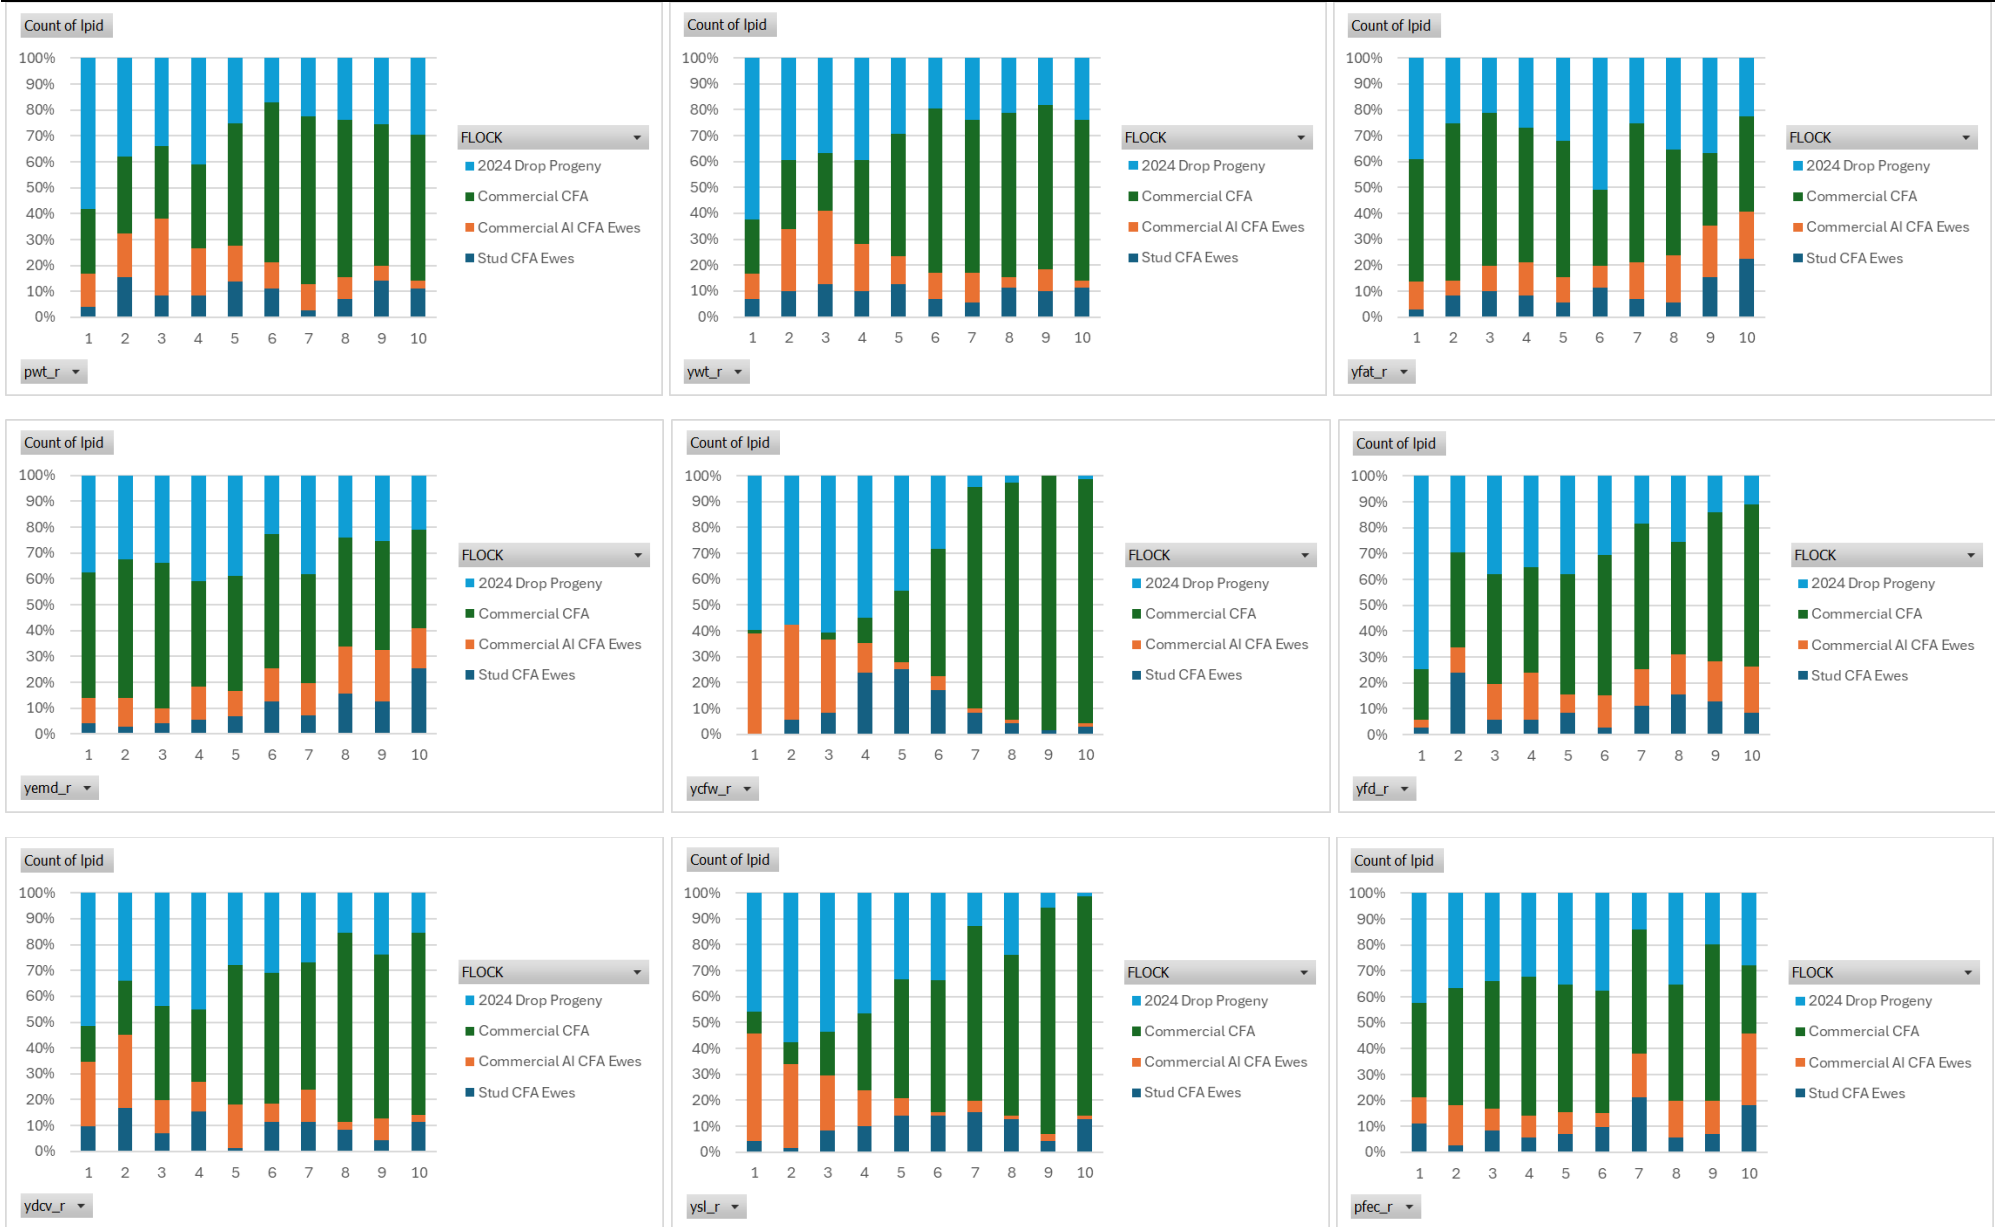 Count of lpid
100%
90%
80%
70%
60%
50%
40%
30%
20%
10%
0%
1 2 3 4 5 6 7 8 9 10
FLOCK
2024 Drop Progeny
Commercial CFA
Commercial AI CFA Ewes
Stud CFA Ewes
pwt_r
Count of lpid
100%
90%
80%
70%
60%
50%
40%
30%
20%
10%
0%
1 2 3 4 5 6 7 8 9 10
FLOCK
2024 Drop Progeny
Commercial CFA
Commercial AI CFA Ewes
Stud CFA Ewes
ywt_r
Count of lpid
100%
90%
80%
70%
60%
50%
40%
30%
20%
10%
0%
1 2 3 4 5 6 7 8 9 10
FLOCK
2024 Drop Progeny
Commercial CFA
Commercial AI CFA Ewes
Stud CFA Ewes
yfat_r
Count of lpid
100%
90%
80%
70%
60%
50%
40%
30%
20%
10%
0%
1 2 3 4 5 6 7 8 9 10
FLOCK
2024 Drop Progeny
Commercial CFA
Commercial AI CFA Ewes
Stud CFA Ewes
yemd_r
Count of lpid
100%
90%
80%
70%
60%
50%
40%
30%
20%
10%
0%
1 2 3 4 5 6 7 8 9 10
FLOCK
2024 Drop Progeny
Commercial CFA
Commercial AI CFA Ewes
Stud CFA Ewes
ycfw_r
Count of lpid
100%
90%
80%
70%
60%
50%
40%
30%
20%
10%
0%
1 2 3 4 5 6 7 8 9 10
FLOCK
2024 Drop Progeny
Commercial CFA
Commercial AI CFA Ewes
Stud CFA Ewes
yfd_r
Count of lpid
100%
90%
80%
70%
60%
50%
40%
30%
20%
10%
0%
1 2 3 4 5 6 7 8 9 10
FLOCK
2024 Drop Progeny
Commercial CFA
Commercial AI CFA Ewes
Stud CFA Ewes
ydcv_r
Count of lpid
100%
90%
80%
70%
60%
50%
40%
30%
20%
10%
0%
1 2 3 4 5 6 7 8 9 10
FLOCK
2024 Drop Progeny
Commercial CFA
Commercial AI CFA Ewes
Stud CFA Ewes
ysl_r
Count of lpid
100%
90%
80%
70%
60%
50%
40%
30%
20%
10%
0%
1 2 3 4 5 6 7 8 9 10
FLOCK
2024 Drop Progeny
Commercial CFA
Commercial AI CFA Ewes
Stud CFA Ewes
pfec_r